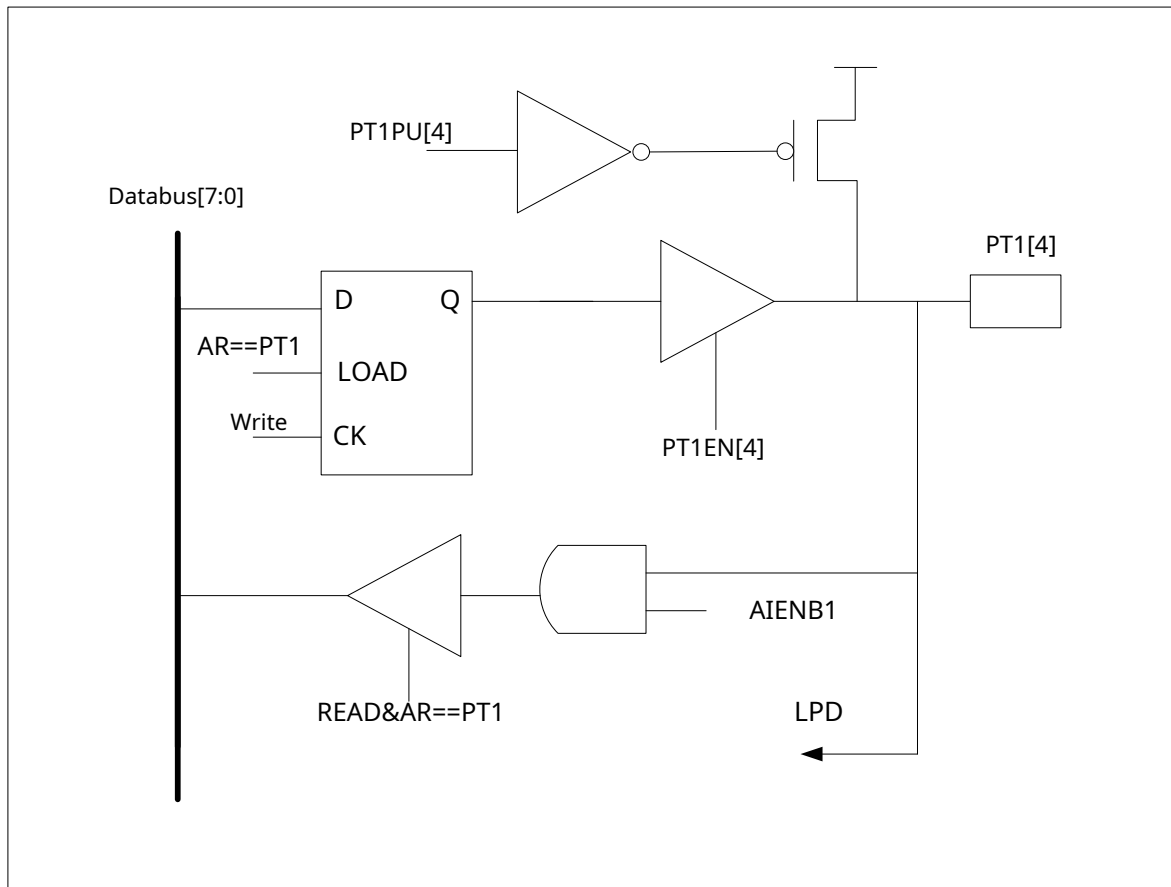 PT1PU[4]
Databus[7:0]
PT1[4]
D
Q
AR==PT1
LOAD
Write
CK
PT1EN[4]
AIENB1
READ&AR==PT1
LPD